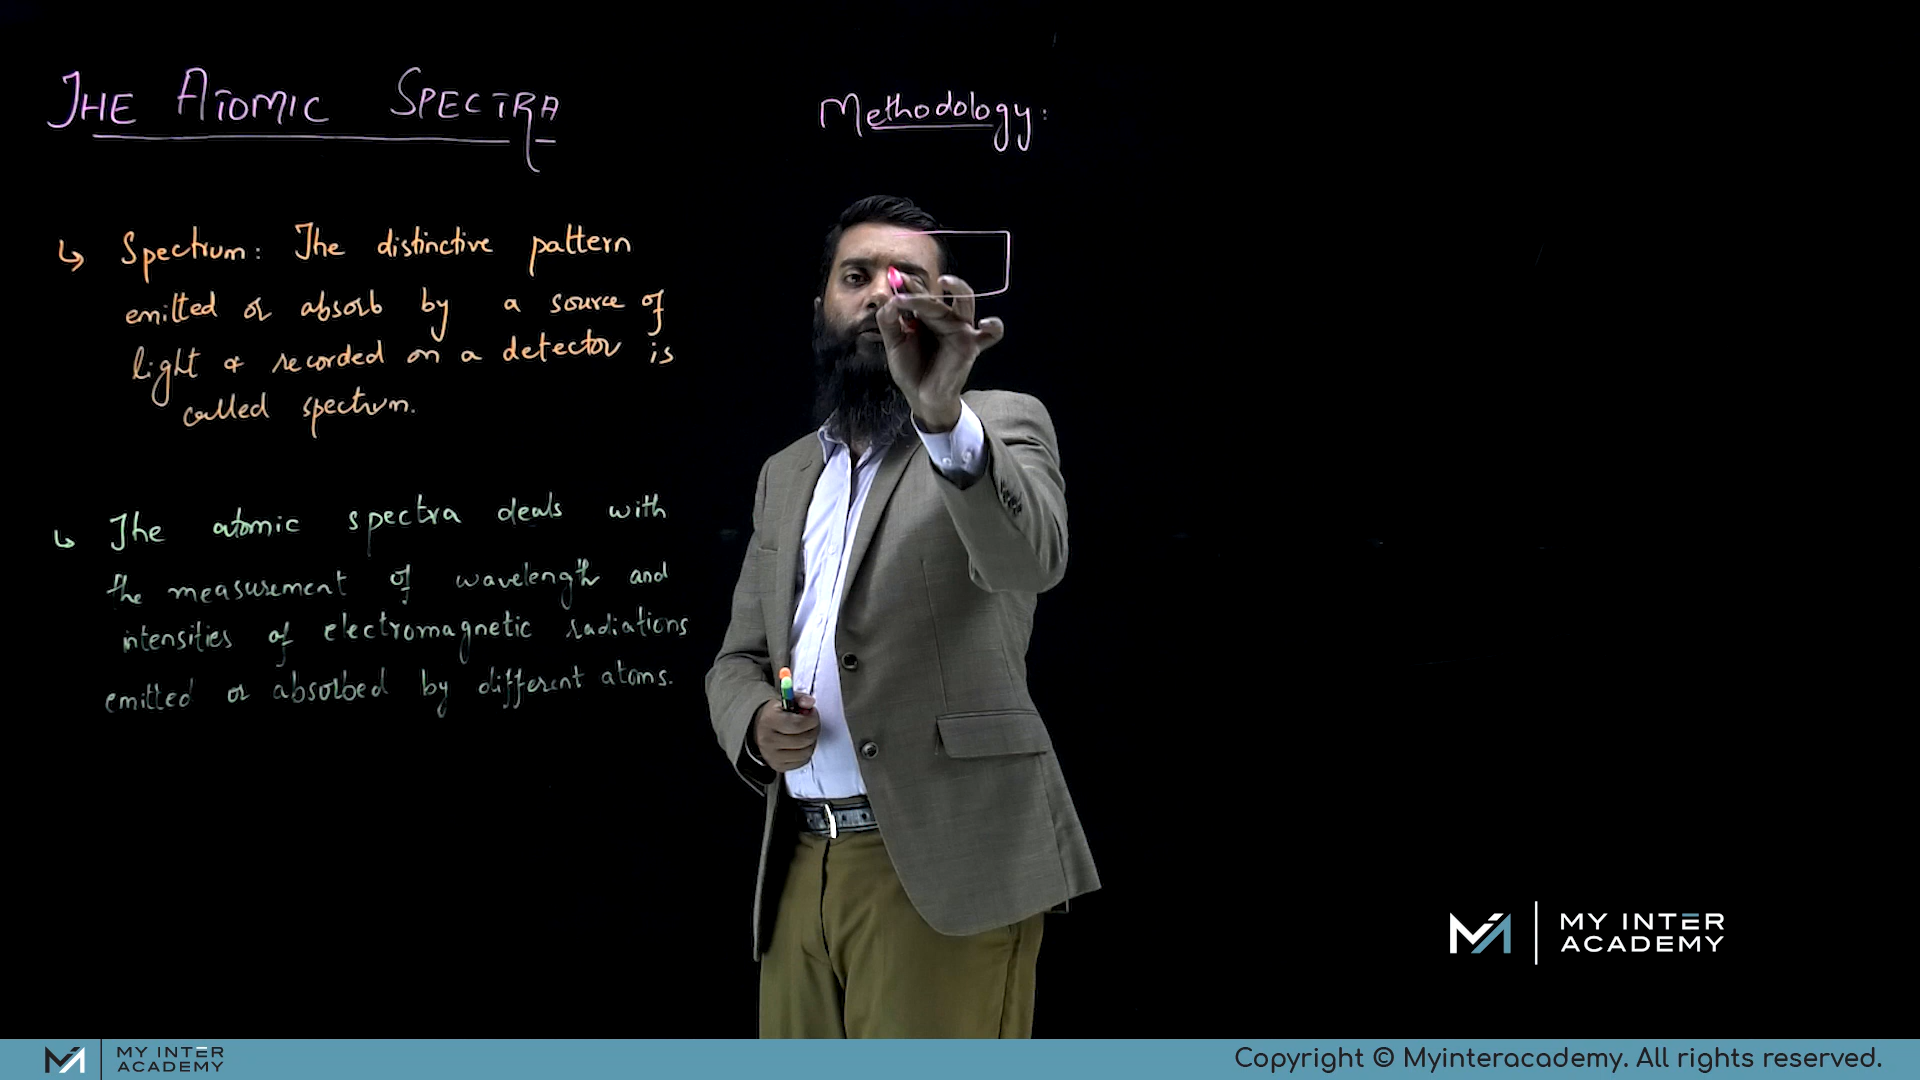 THE ATOMIC SPECTRA
↳ Spectrum: The distinctive pattern
emitted or absorb by a source of
light & recorded on a detector is
called spectrum.
↳ The atomic spectra deals with
the measurement of wavelength and
intensities of electromagnetic radiations
emitted or absorbed by different atoms.
Methodology:
MY INTER
ACADEMY
MY INTER
ACADEMY
Copyright © Myinteracademy. All rights reserved.